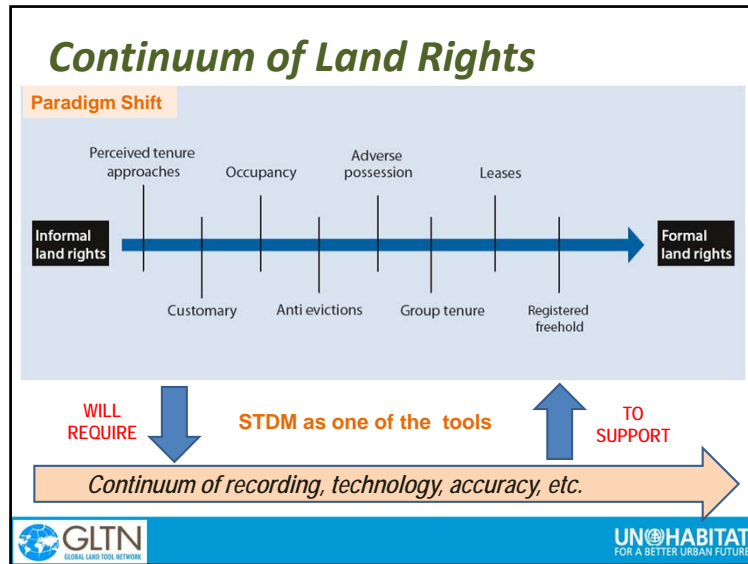 Continuum of Land Rights
Paradigm Shift
Perceived tenure
approaches
Occupancy
Adverse
possession
Leases
Informal
land rights
Formal
land rights
Customary
Anti evictions
Group tenure
Registered
freehold
WILL
REQUIRE
STDM as one of the tools
TO
SUPPORT
Continuum of recording, technology, accuracy, etc.
GLTN
GLOBAL LAND TOOL NETWORK
UN HABITAT
FOR A BETTER URBAN FUTURE